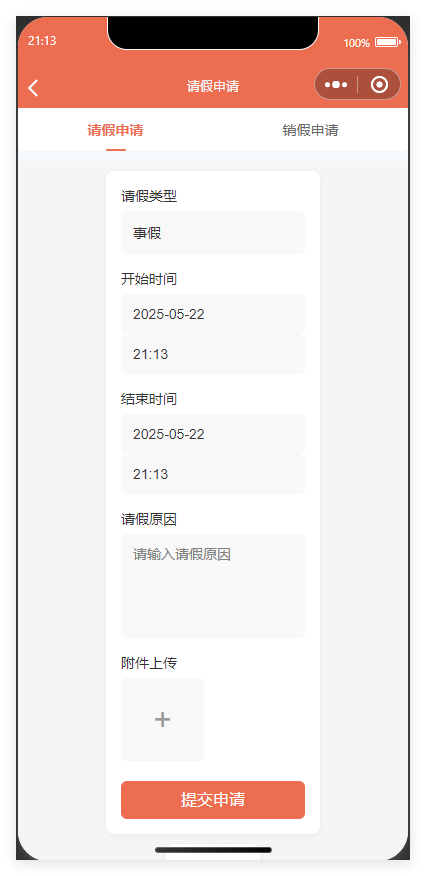 21:13
100%
请假申请
请假申请
销假申请
请假类型
事假
开始时间
2025-05-22
21:13
结束时间
2025-05-22
21:13
请假原因
请输入请假原因
附件上传
+
提交申请